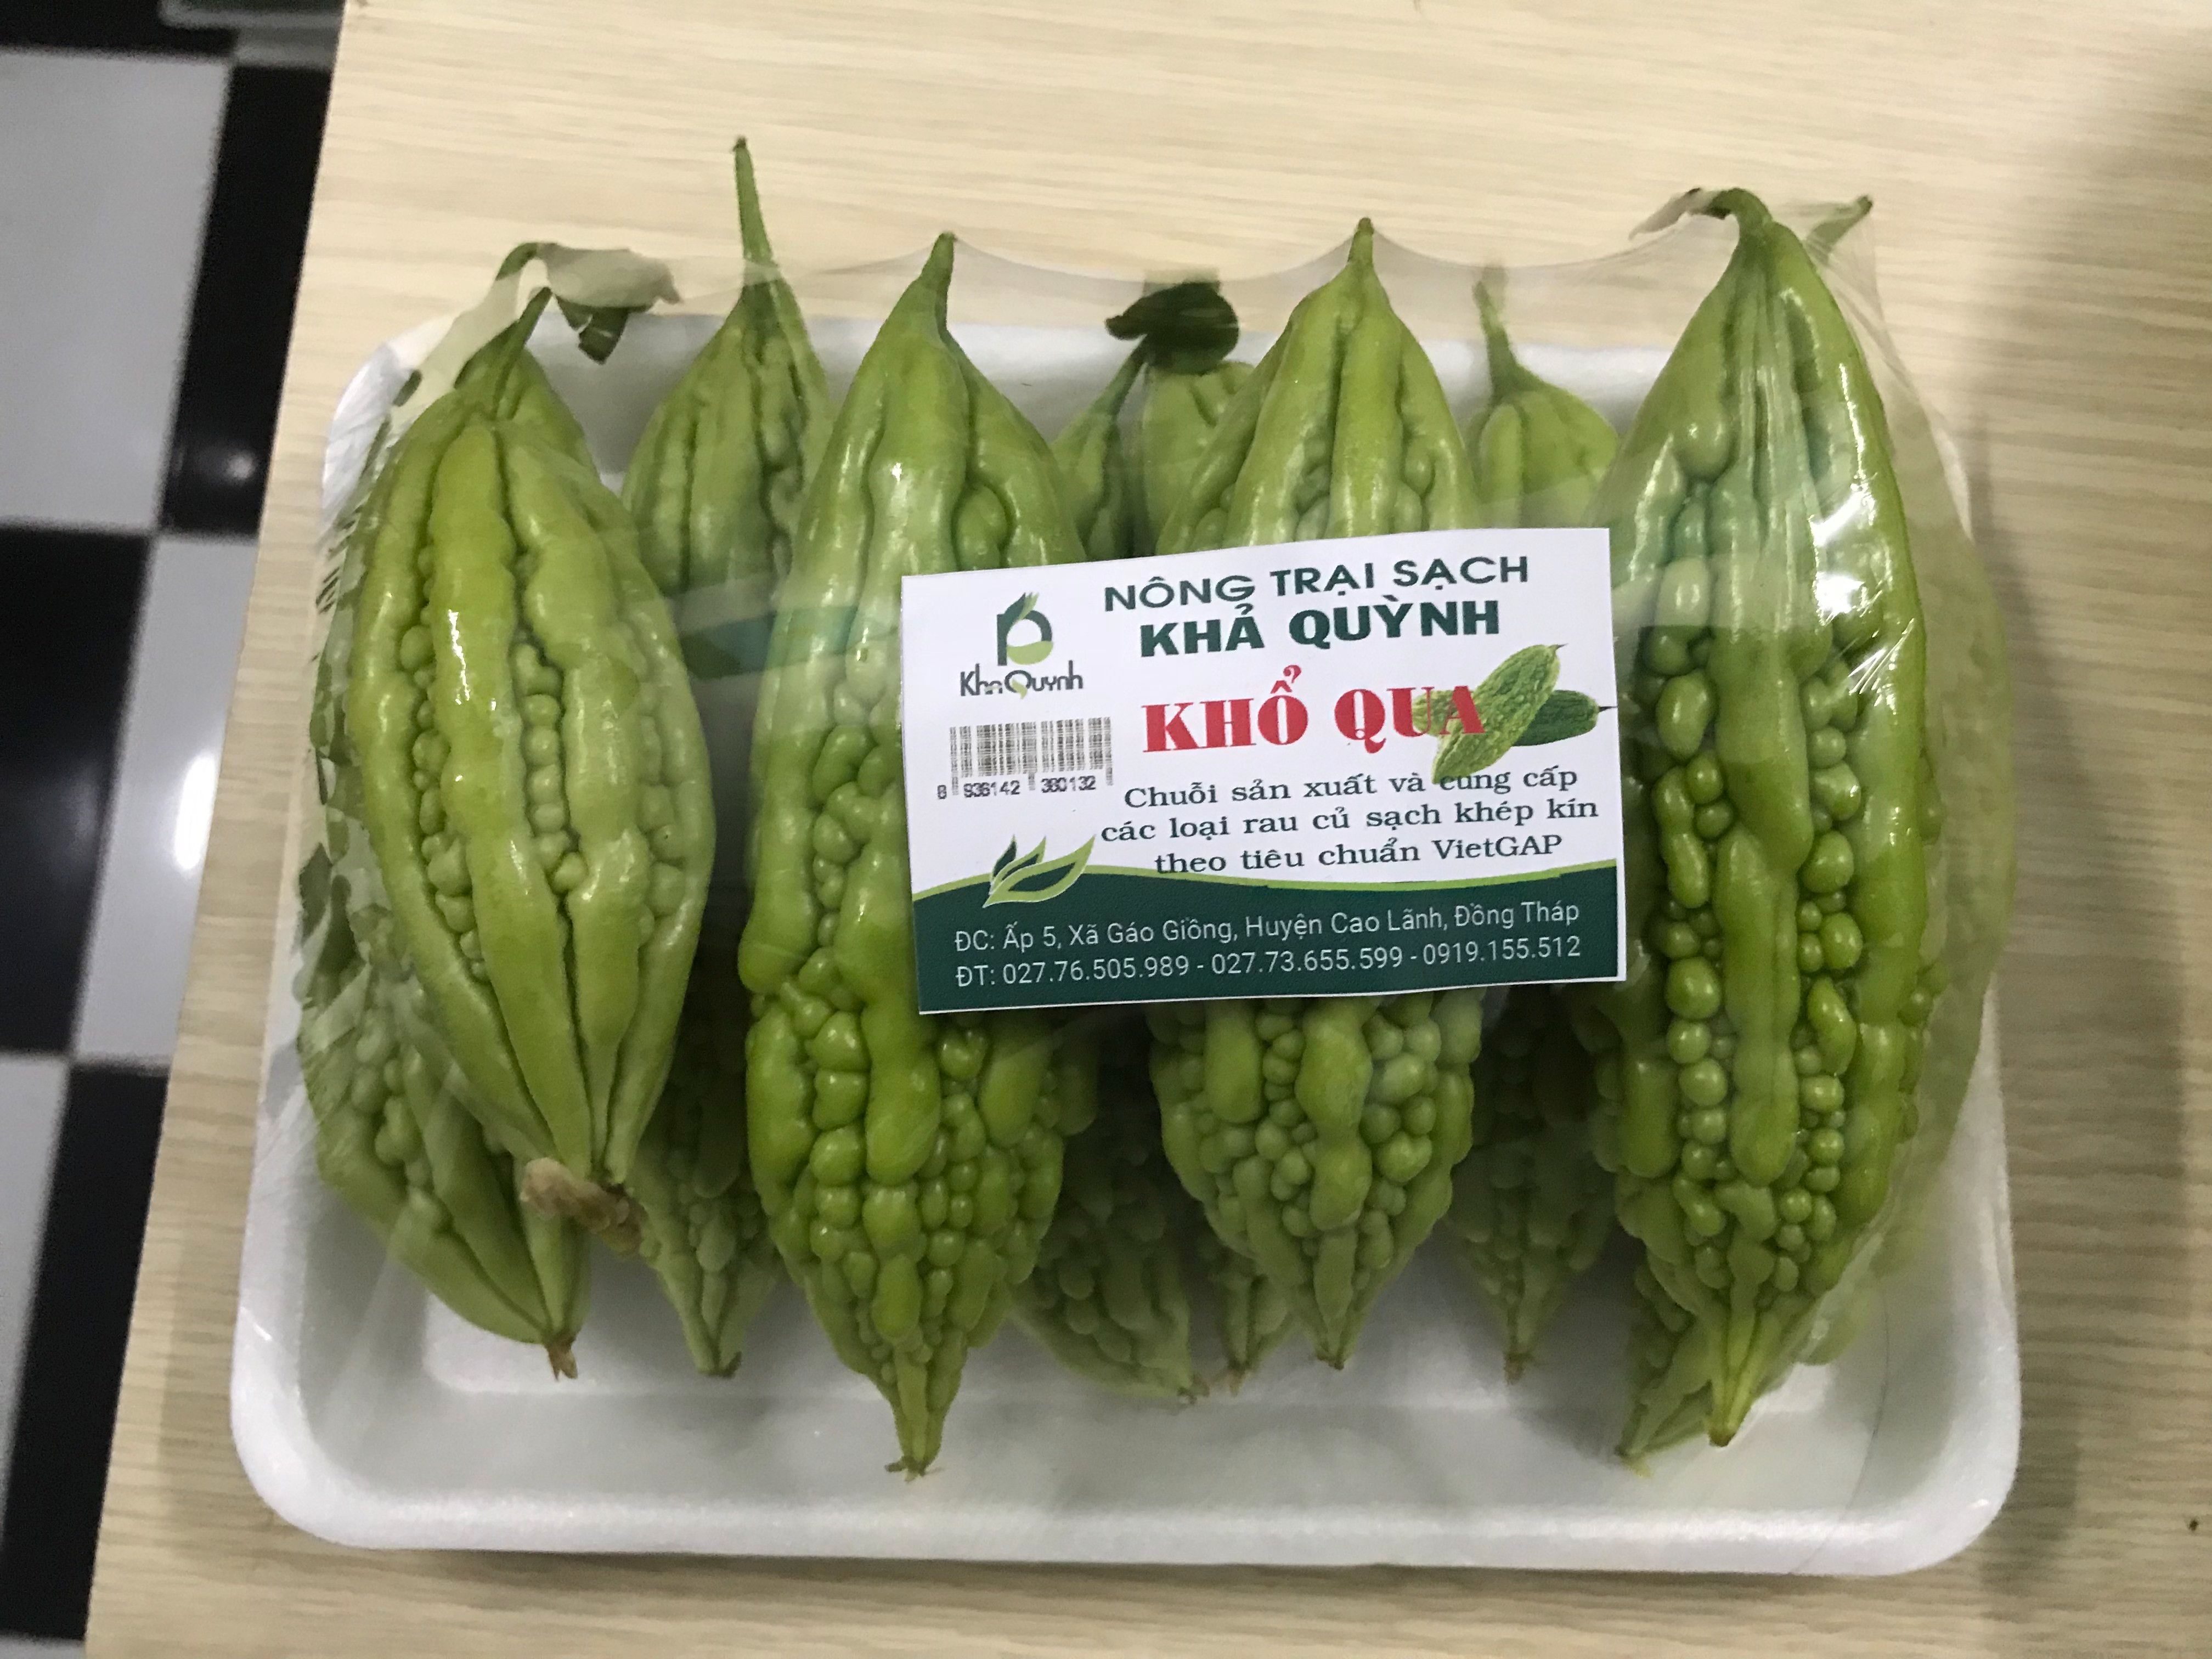 NÔNG TRẠI SẠCH
KHẢ QUỲNH
KhaQuynh
KHỔ QUA
8 936142 380132
Chuỗi sản xuất và cung cấp
các loại rau củ sạch khép kín
theo tiêu chuẩn VietGAP
ĐC: Ấp 5, Xã Gáo Giồng, Huyện Cao Lãnh, Đồng Tháp
ĐT: 027.76.505.989 - 027.73.655.599 - 0919.155.512